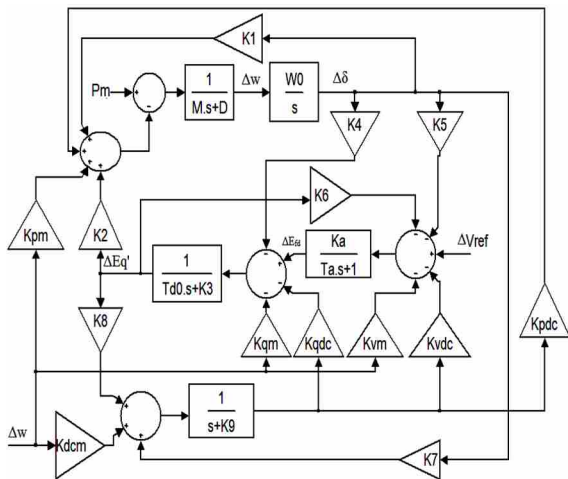 K1
Pm
1
M.s+D
Δw
W0
s
Δδ
K4
K5
K6
Kpm
K2
ΔEq'
1
Td0.s+K3
ΔEfd
Ka
Ta.s+1
ΔVref
K8
Kqm
Kqdc
Kvm
Kvdc
Kpdc
1
s+K9
Δw
Kdcm
K7